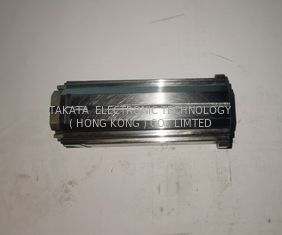 TAKATA ELECTRONIC TECHNOLOGY
( HONG KONG ) CO., LIMTED